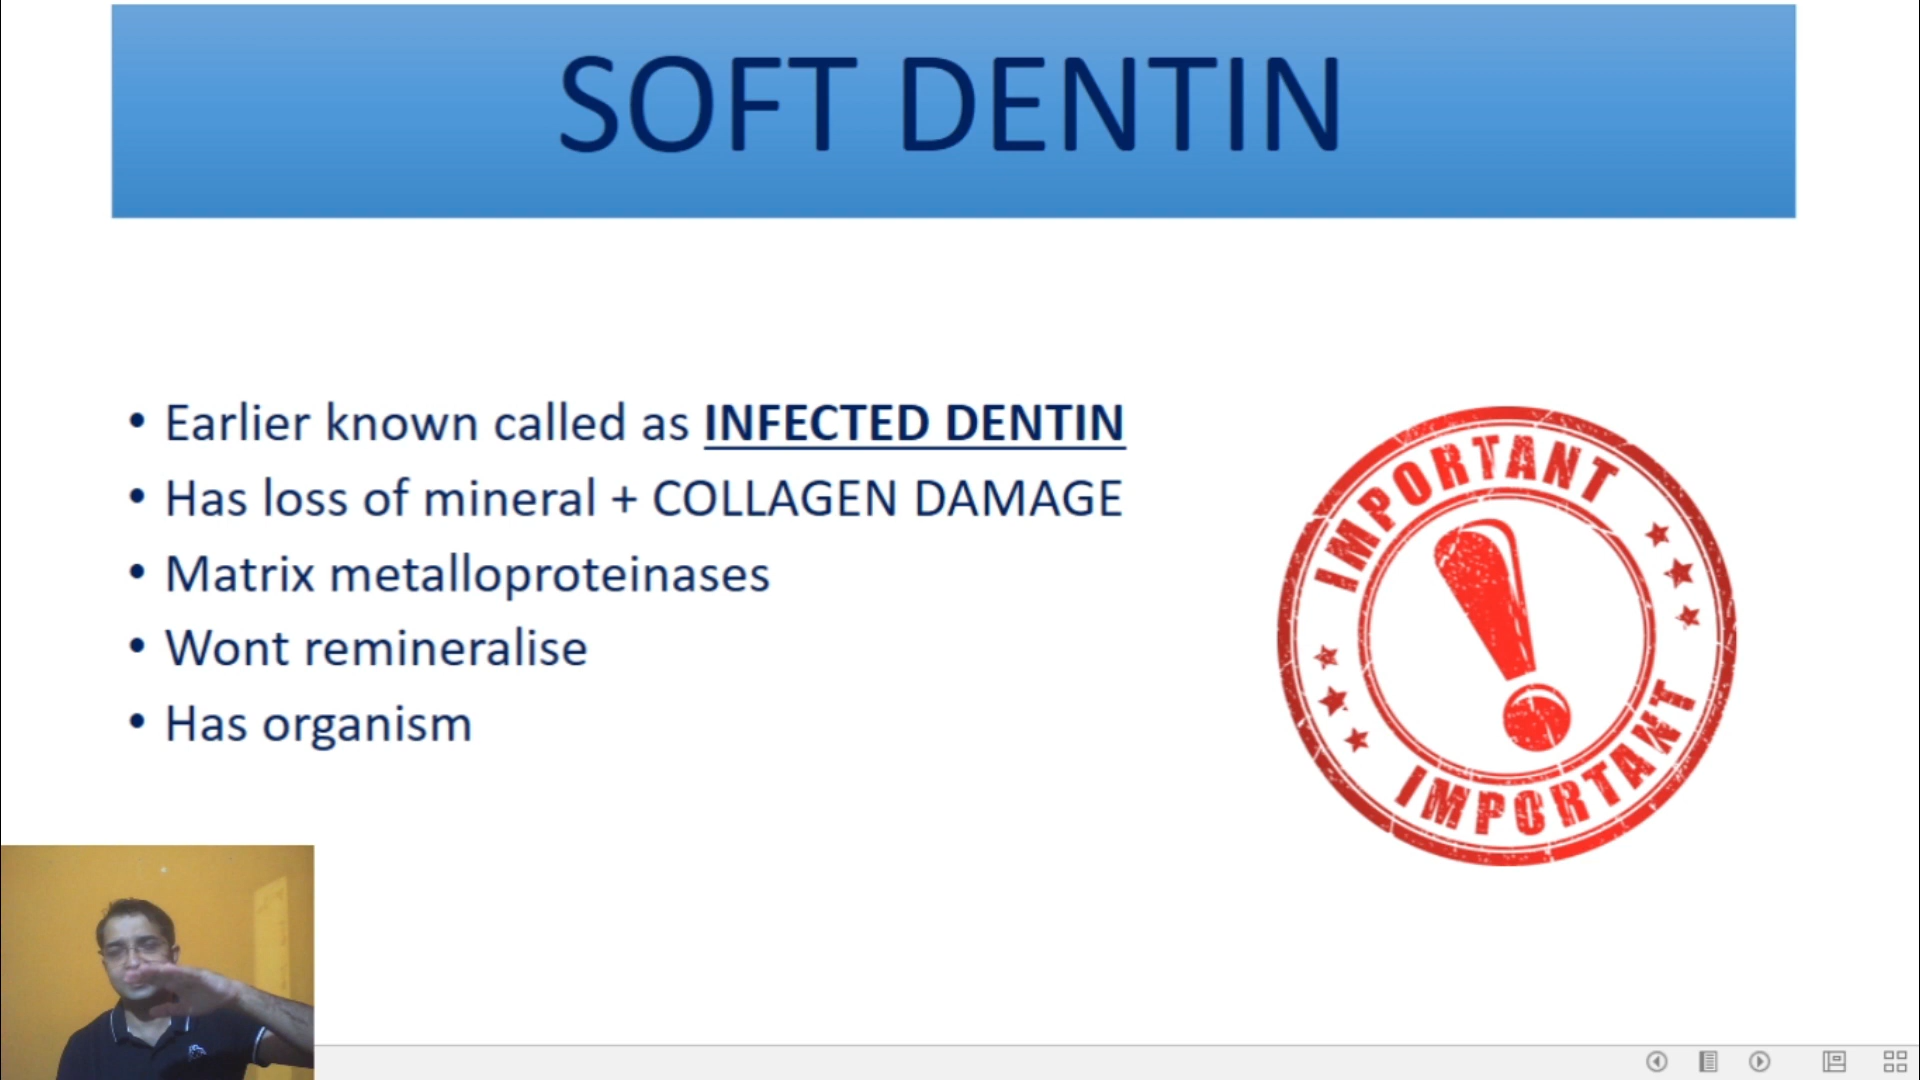 SOFT DENTIN
• Earlier known called as INFECTED DENTIN
• Has loss of mineral + COLLAGEN DAMAGE
• Matrix metalloproteinases
• Wont remineralise
• Has organism
IMPORTANT
IMPORTANT